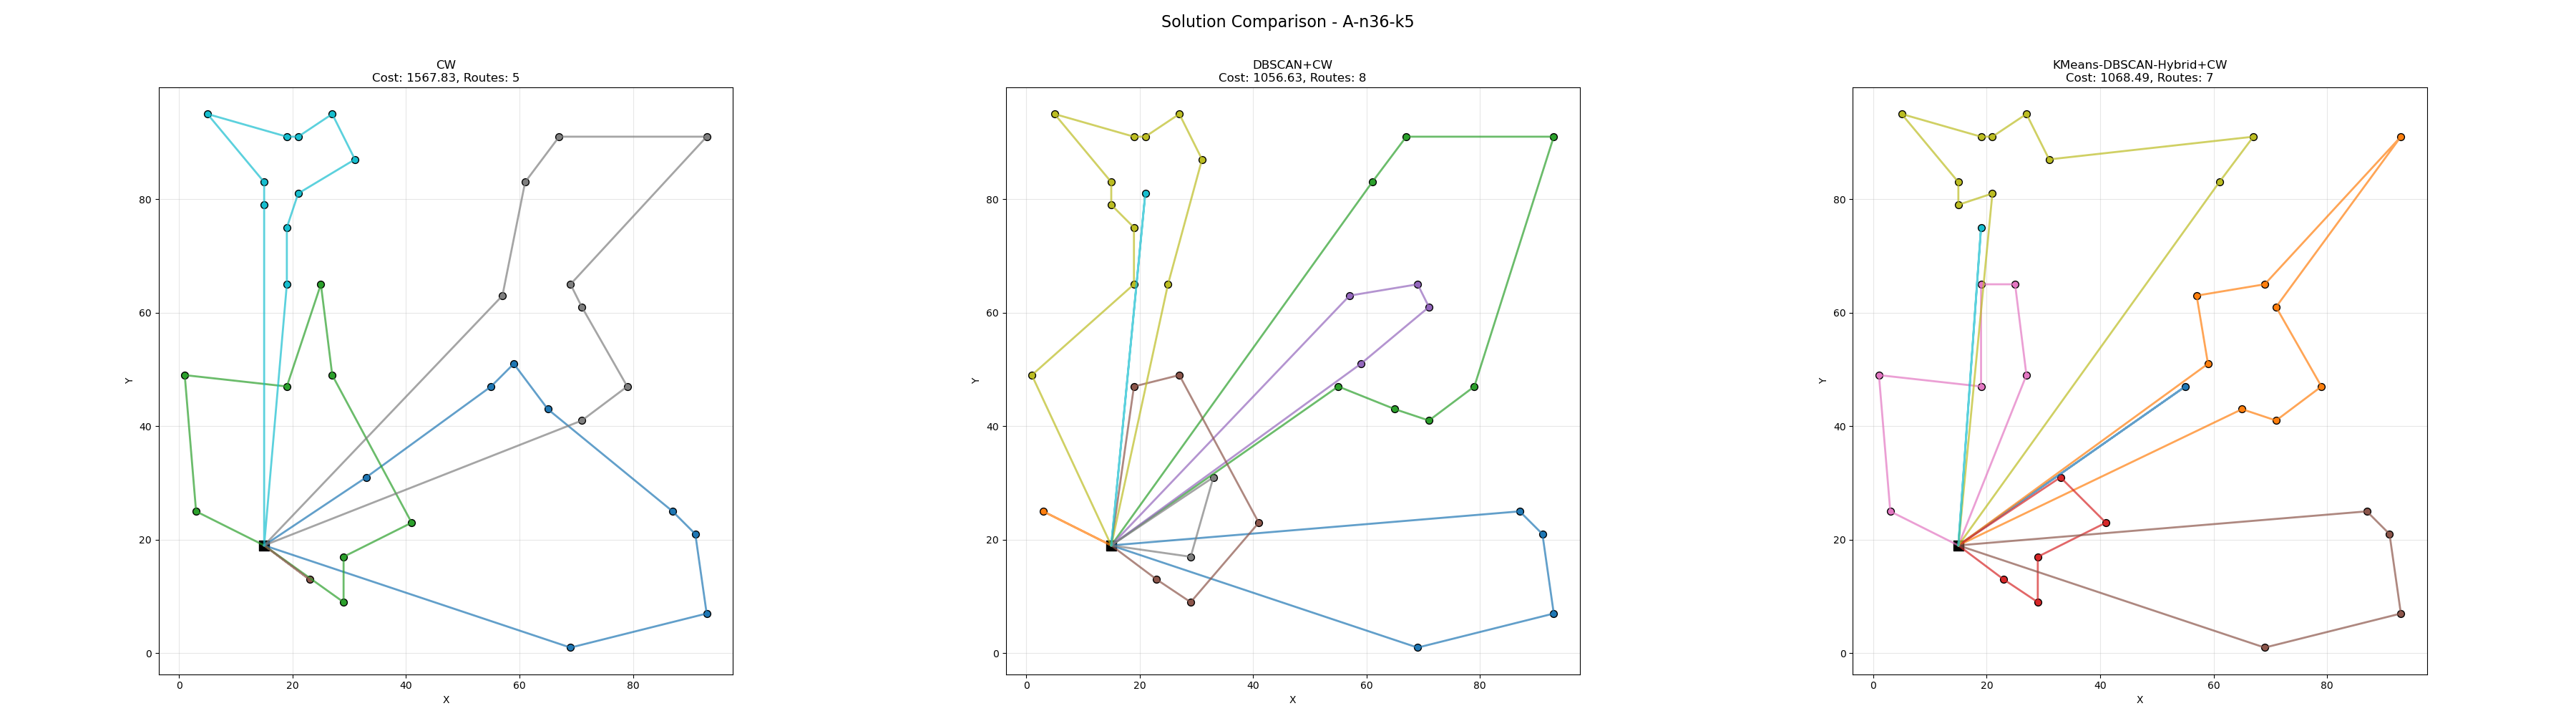 Solution Comparison - A-n36-k5
CW
Cost: 1567.83, Routes: 5
Y
80
60
40
20
0
0 20 40 60 80
X
DBSCAN+CW
Cost: 1056.63, Routes: 8
Y
80
60
40
20
0
0 20 40 60 80
X
KMeans-DBSCAN-Hybrid+CW
Cost: 1068.49, Routes: 7
Y
80
60
40
20
0
0 20 40 60 80
X